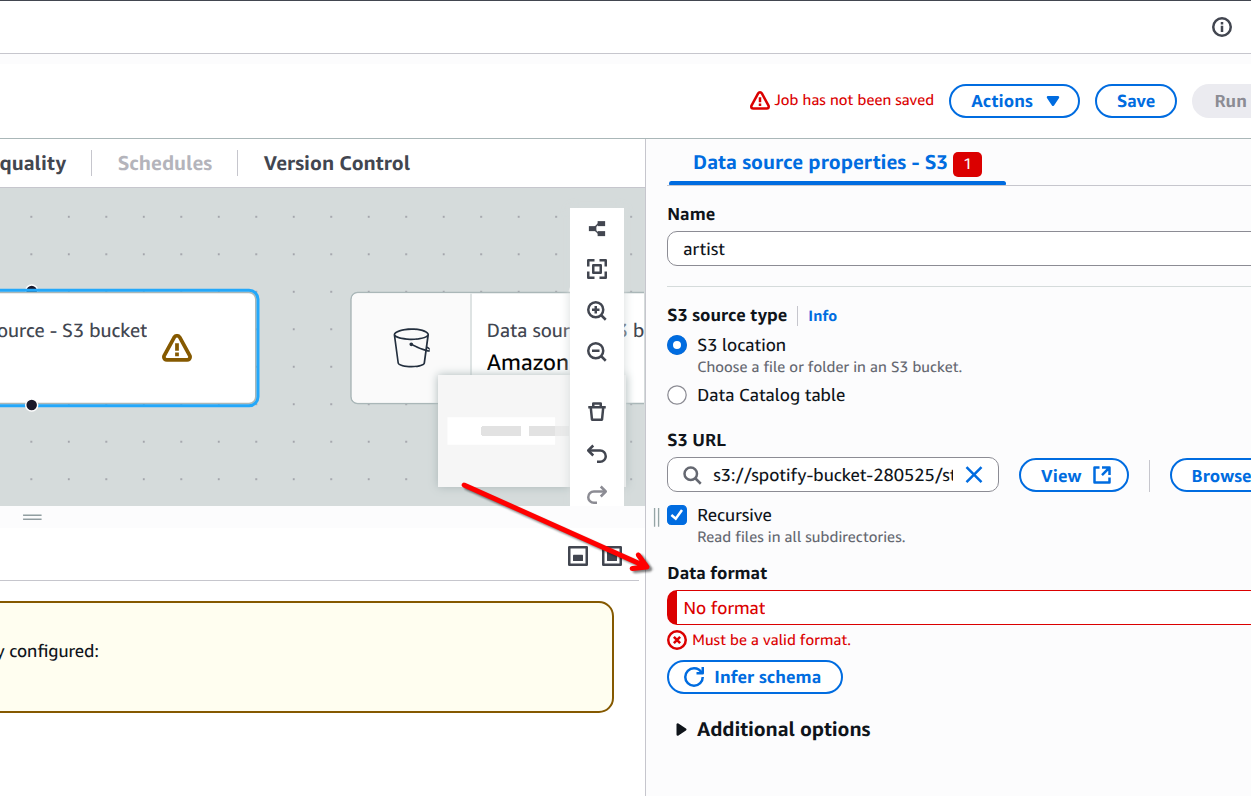 Job has not been saved
Actions
Save
Run
quality
Schedules
Version Control
Data source properties - S3
1
Name
artist
S3 source type
Info
S3 location
Choose a file or folder in an S3 bucket.
Data Catalog table
S3 URL
s3://spotify-bucket-280525/st
View
Browse
Recursive
Read files in all subdirectories.
Data format
No format
Must be a valid format.
Infer schema
Additional options
ource - S3 bucket
Data sour
Amazon
y configured: